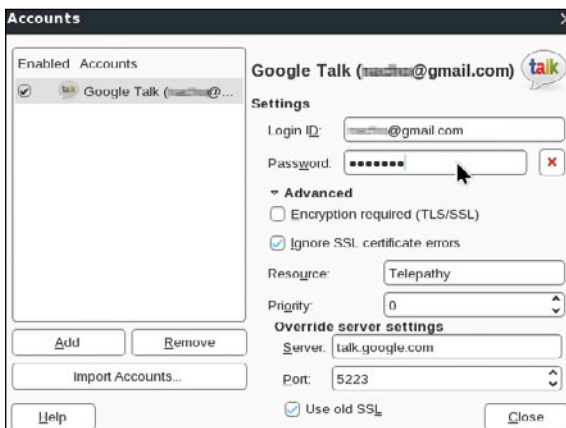 Accounts
Enabled Accounts
Google Talk (@...
Add
Remove
Import Accounts...
Help
Google Talk (@gmail.com)
talk
Settings
Login ID:
@gmail.com
Password:
•••••••
Advanced
Encryption required (TLS/SSL)
Ignore SSL certificate errors
Resource:
Telepathy
Priority:
0
Override server settings
Server:
talk.google.com
Port:
5223
Use old SSL
Close